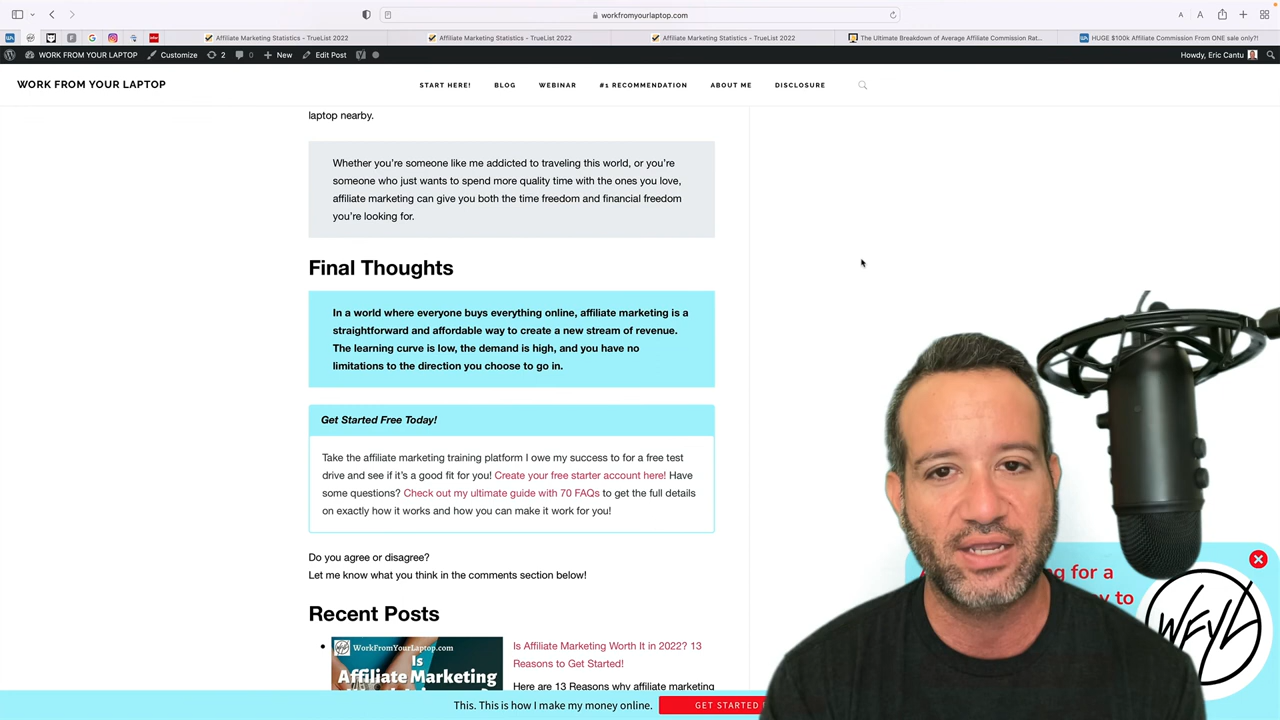 workfromyourlaptop.com
A A
Affiliate Marketing Statistics - TrueList 2022
Affiliate Marketing Statistics - TrueList 2022
Affiliate Marketing Statistics - TrueList 2022
The Ultimate Breakdown of Average Affiliate Commission Rat...
HUGE $100k Affiliate Commission From ONE sale only?!
WORK FROM YOUR LAPTOP Customize 2 0 New Edit Post Howdy, Eric Cantu
WORK FROM YOUR LAPTOP
START HERE! BLOG WEBINAR #1 RECOMMENDATION ABOUT ME DISCLOSURE
laptop nearby.
Whether you're someone like me addicted to traveling this world, or you're
someone who just wants to spend more quality time with the ones you love,
affiliate marketing can give you both the time freedom and financial freedom
you're looking for.
Final Thoughts
In a world where everyone buys everything online, affiliate marketing is a
straightforward and affordable way to create a new stream of revenue.
The learning curve is low, the demand is high, and you have no
limitations to the direction you choose to go in.
Get Started Free Today!
Take the affiliate marketing training platform I owe my success to for a free test
drive and see if it's a good fit for you! Create your free starter account here! Have
some questions? Check out my ultimate guide with 70 FAQs to get the full details
on exactly how it works and how you can make it work for you!
Do you agree or disagree?
Let me know what you think in the comments section below!
Recent Posts
WorkFromYourLaptop.com
Is
Affiliate Marketing
Is Affiliate Marketing Worth It in 2022? 13
Reasons to Get Started!
Here are 13 Reasons why affiliate marketing
g for a
y to
WFYL
This. This is how I make my money online.
GET STARTED